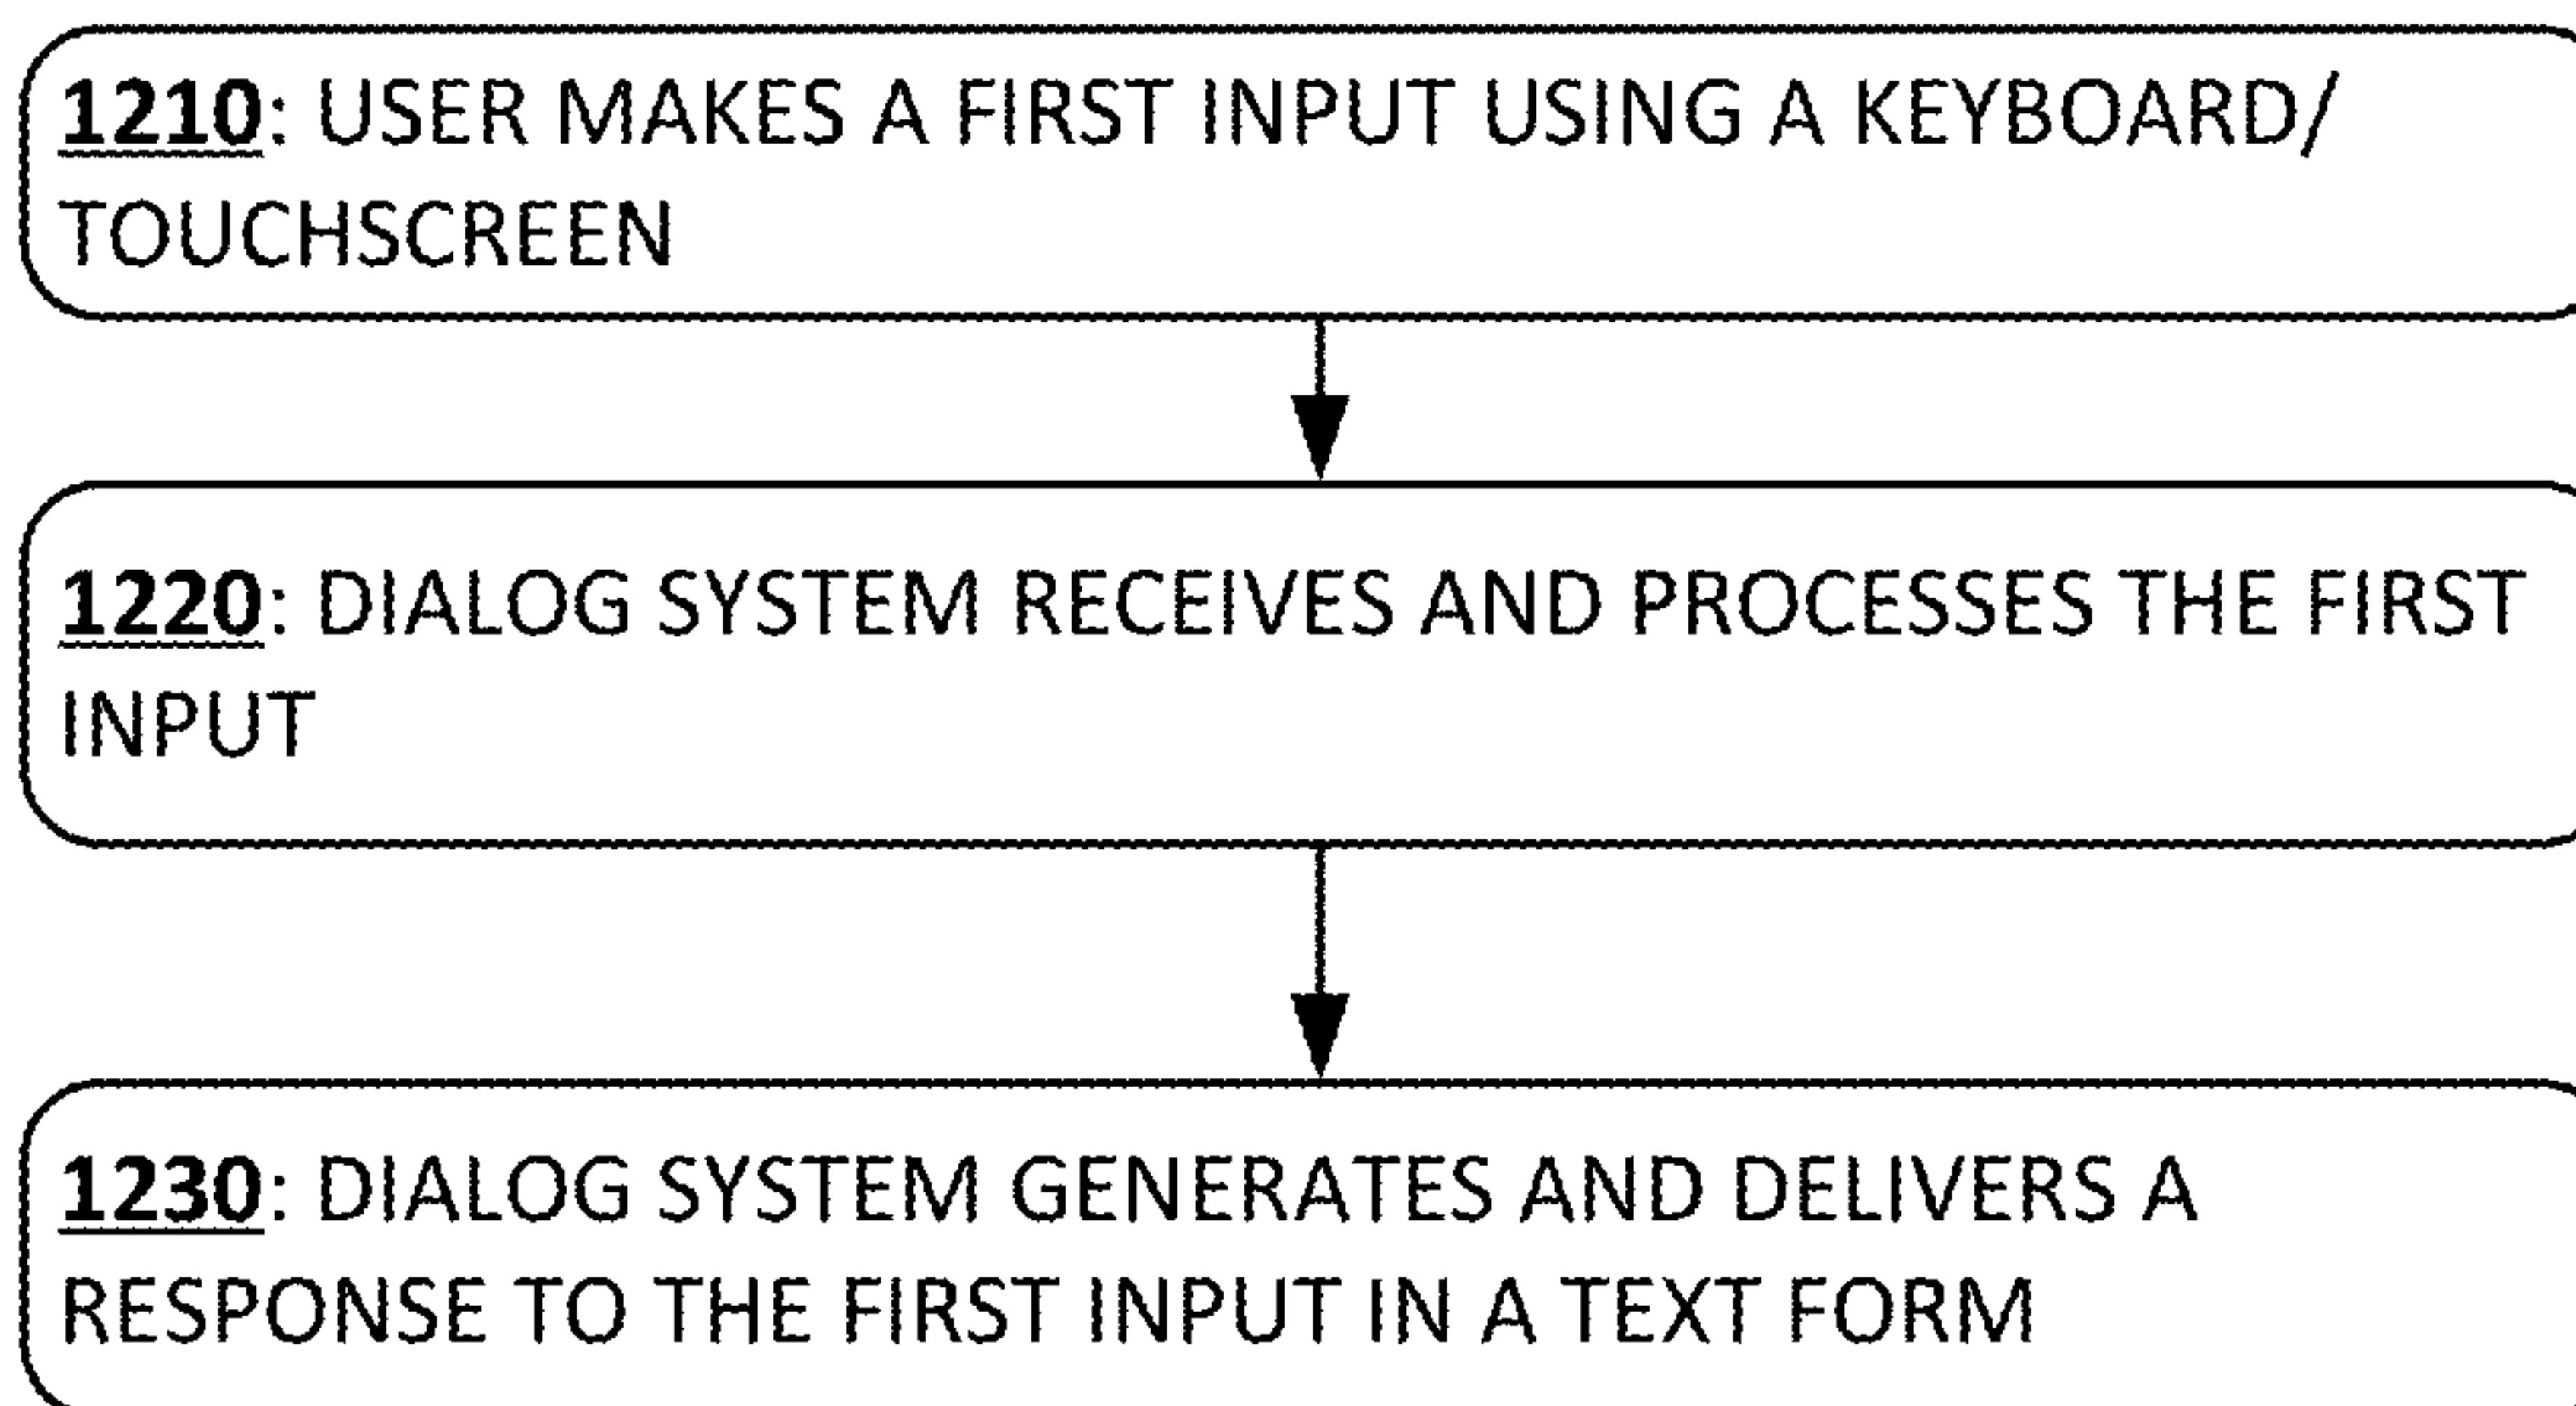 1210: USER MAKES A FIRST INPUT USING A KEYBOARD/
TOUCHSCREEN
1220: DIALOG SYSTEM RECEIVES AND PROCESSES THE FIRST
INPUT
1230: DIALOG SYSTEM GENERATES AND DELIVERS A
RESPONSE TO THE FIRST INPUT IN A TEXT FORM